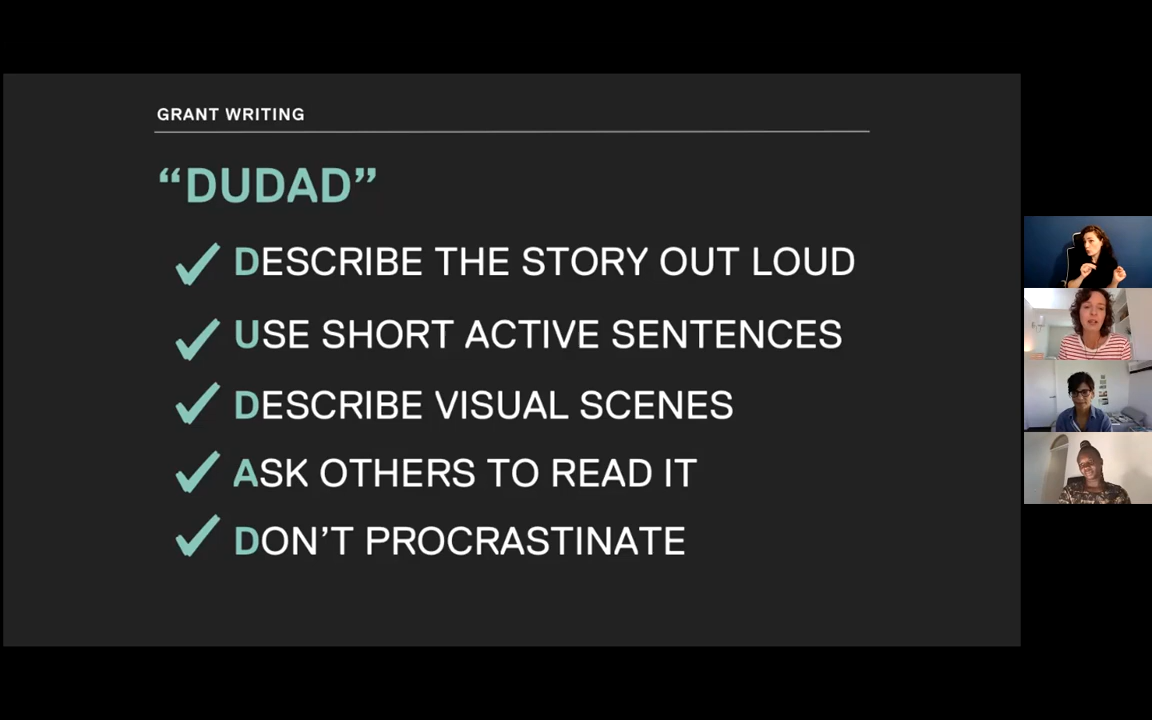 GRANT WRITING
“DUDAD”
DESCRIBE THE STORY OUT LOUD
USE SHORT ACTIVE SENTENCES
DESCRIBE VISUAL SCENES
ASK OTHERS TO READ IT
DON’T PROCRASTINATE